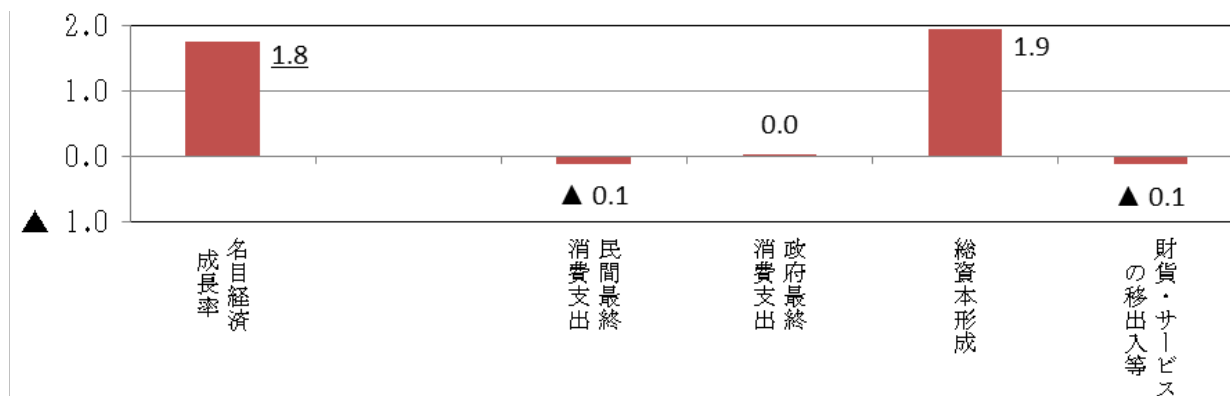 2.0
1.0
0.0
▲ 1.0
1.8
▲ 0.1
0.0
1.9
▲ 0.1
名目経済
成長率
民間最終
消費支出
政府最終
消費支出
総資本形成
財貨・サービス
の移出入等